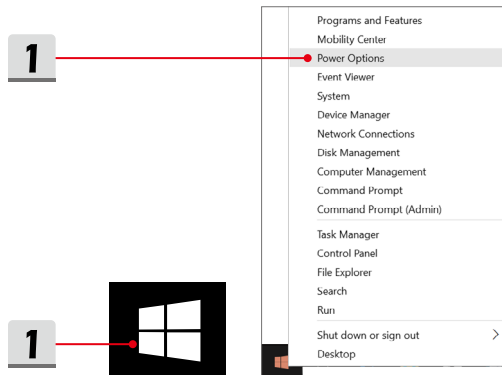 Programs and Features
Mobility Center
1
Power Options
Event Viewer
System
Device Manager
Network Connections
Disk Management
Computer Management
Command Prompt
Command Prompt (Admin)
Task Manager
Control Panel
File Explorer
Search
Run
1
Shut down or sign out
Desktop